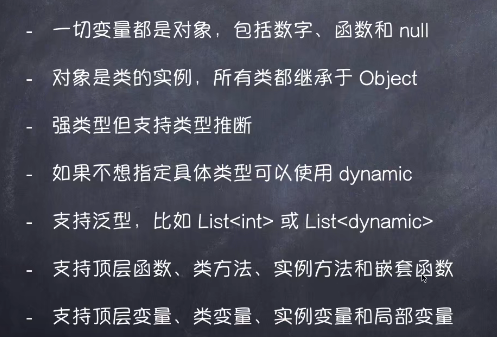 - 一切变量都是对象，包括数字、函数和 null
- 对象是类的实例，所有类都继承于 Object
- 强类型但支持类型推断
- 如果不想指定具体类型可以使用 dynamic
- 支持泛型，比如 List<int> 或 List<dynamic>
- 支持顶层函数、类方法、实例方法和嵌套函数
- 支持顶层变量、类变量、实例变量和局部变量